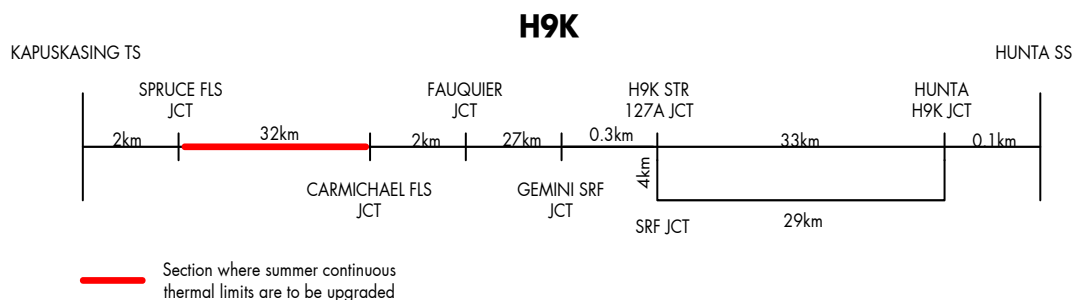 H9K
KAPUSKASING TS
HUNTA SS
SPRUCE FLS
JCT
FAUQUIER
JCT
H9K STR
127A JCT
HUNTA
H9K JCT
2km
32km
2km
27km
0.3km
33km
0.1km
4km
CARMICHAEL FLS
JCT
GEMINI SRF
JCT
SRF JCT
29km
Section where summer continuous
thermal limits are to be upgraded